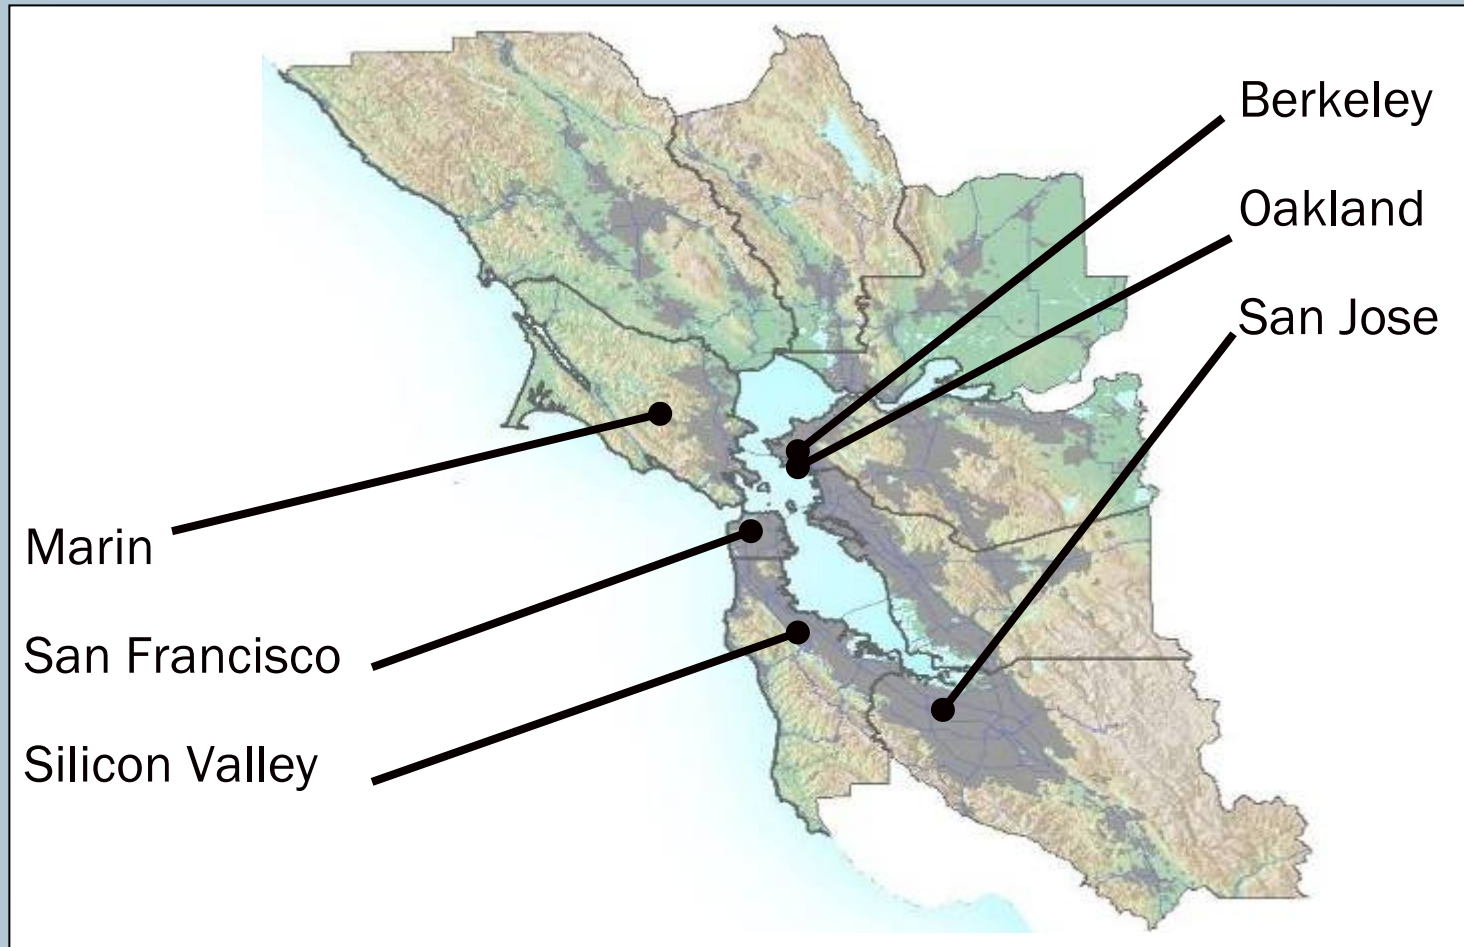 Berkeley
Oakland
San Jose
Marin
San Francisco
Silicon Valley